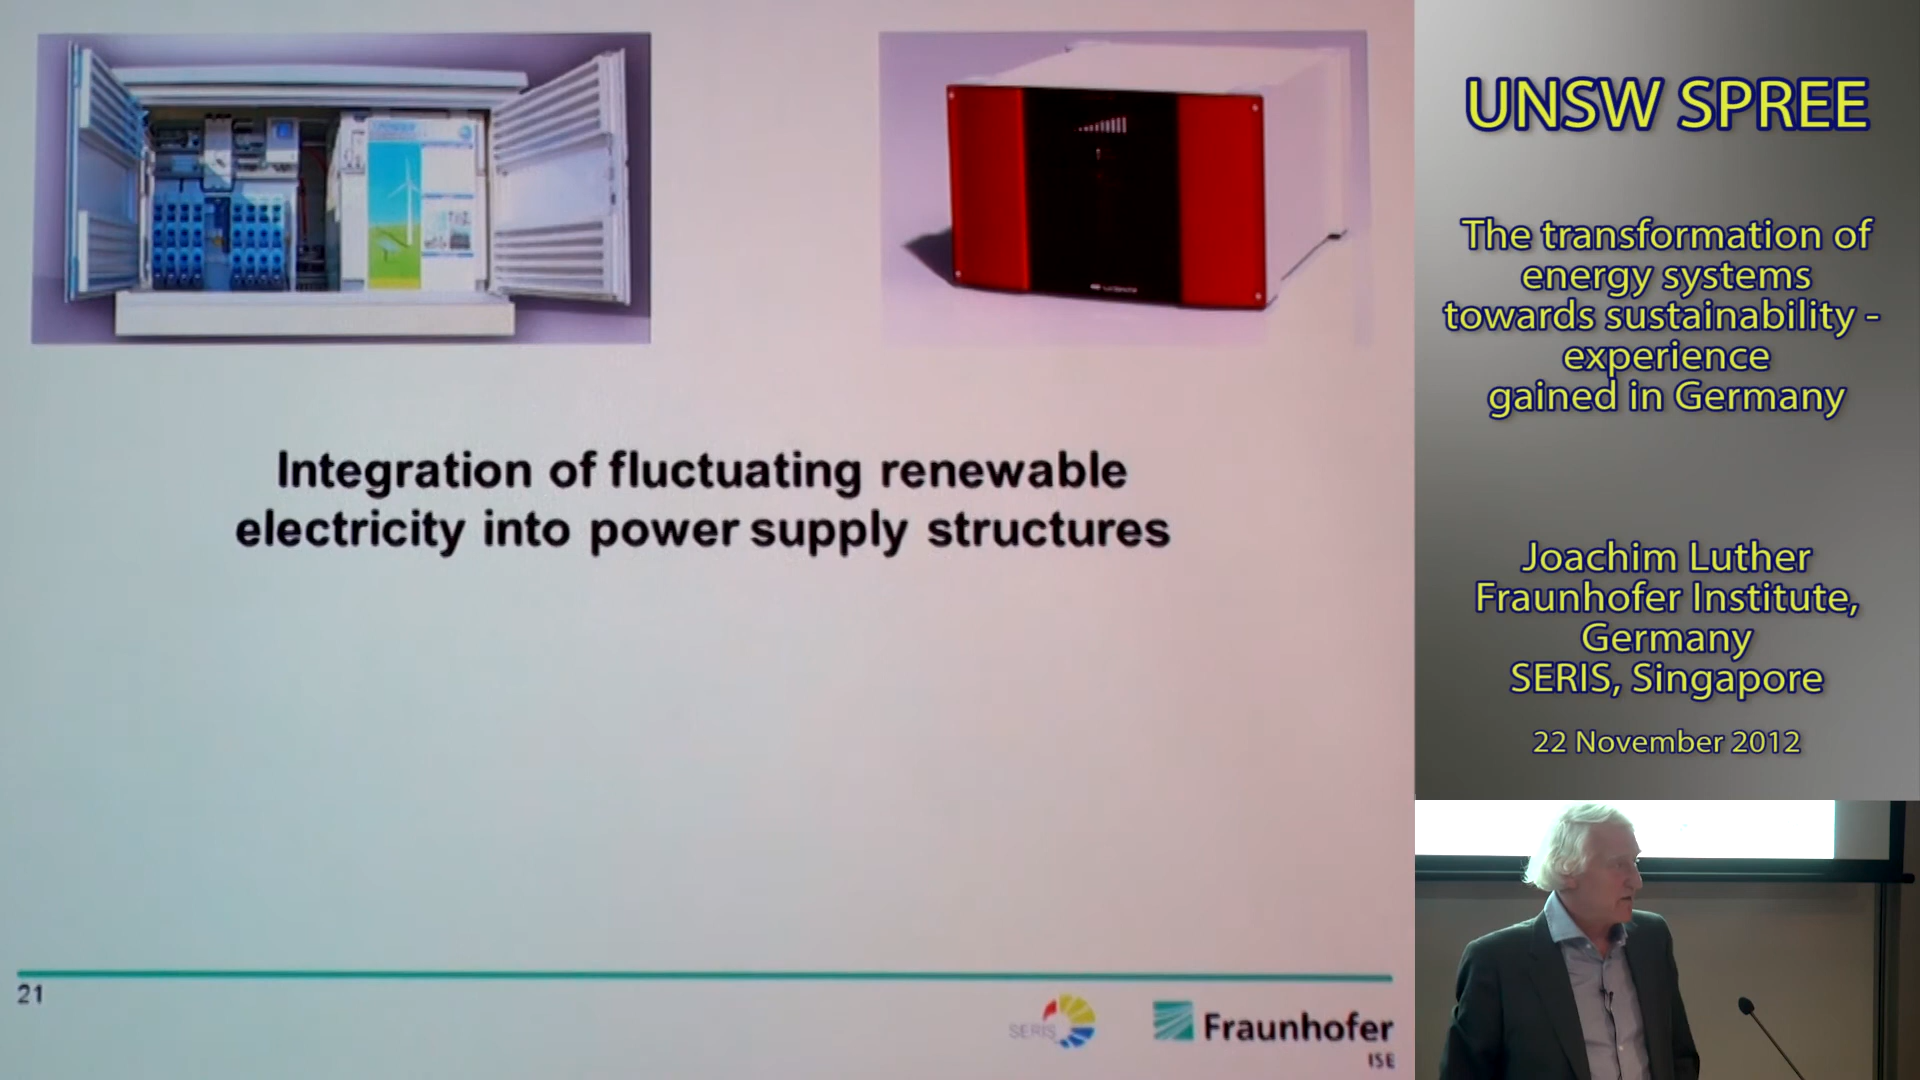 Integration of fluctuating renewable
electricity into power supply structures
21
SERIS
Fraunhofer
ISE
UNSW SPREE
The transformation of
energy systems
towards sustainability -
experience
gained in Germany
Joachim Luther
Fraunhofer Institute,
Germany
SERIS, Singapore
22 November 2012